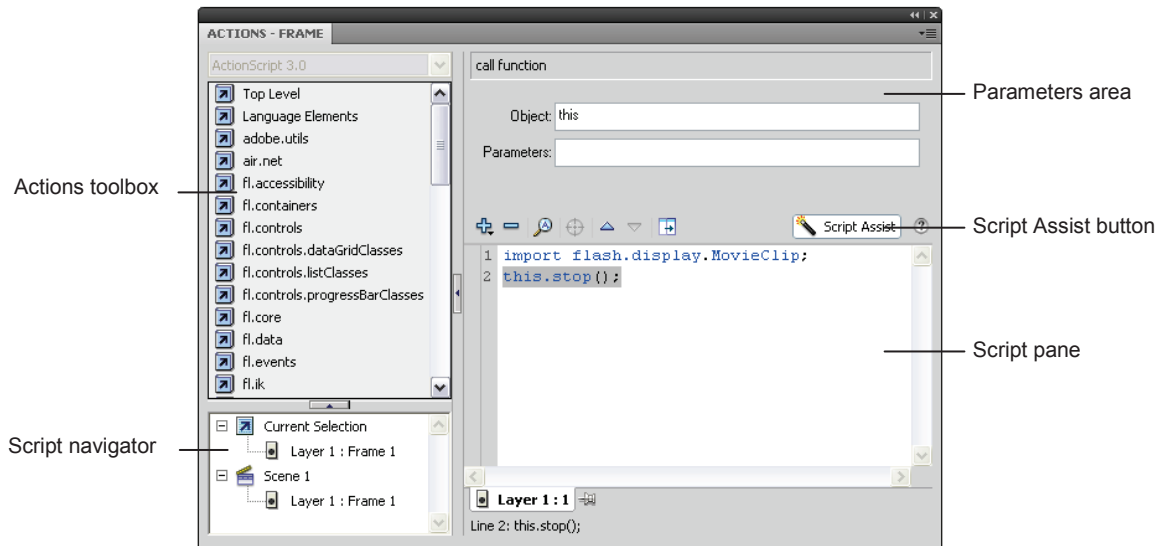 ACTIONS - FRAME
ActionScript 3.0
Top Level
Language Elements
adobe.utils
air.net
fl.accessibility
fl.containers
fl.controls
fl.controls.dataGridClasses
fl.controls.listClasses
fl.controls.progressBarClasses
fl.core
fl.data
fl.events
fl.ik
Current Selection
Layer 1 : Frame 1
Scene 1
Layer 1 : Frame 1
call function
Object: this
Parameters:
Script Assist
1 import flash.display.MovieClip;
2 this.stop();
Layer 1 : 1
Line 2: this.stop();
Actions toolbox
Script navigator
Parameters area
Script Assist button
Script pane